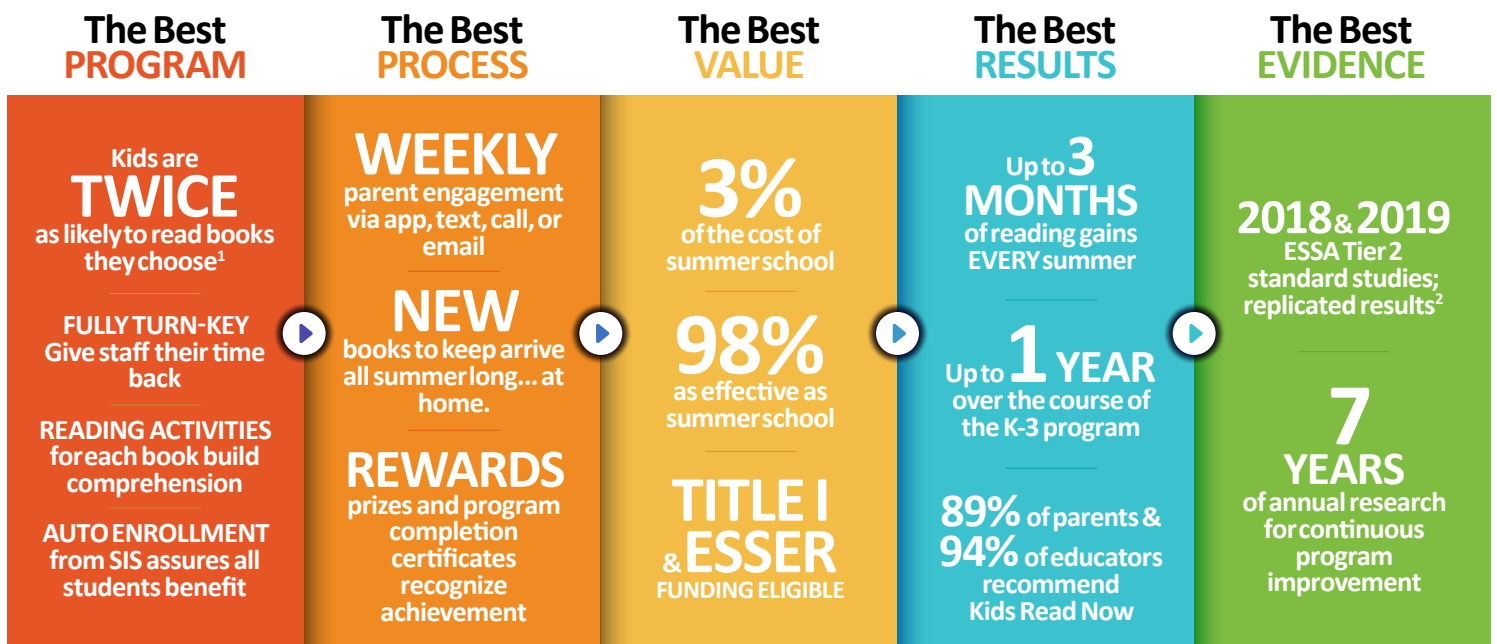 The Best
PROGRAM
Kids are
TWICE
as likely to read books
they choose¹
FULLY TURN-KEY
Give staff their time
back
READING ACTIVITIES
for each book build
comprehension
AUTO ENROLLMENT
from SIS assures all
students benefit
The Best
PROCESS
WEEKLY
parent engagement
via app, text, call, or
email
NEW
books to keep arrive
all summer long... at
home.
REWARDS
prizes and program
completion
certificates
recognize
achievement
The Best
VALUE
3%
of the cost of
summer school
98%
as effective as
summer school
TITLE I
& ESSER
FUNDING ELIGIBLE
The Best
RESULTS
Up to 3
MONTHS
of reading gains
EVERY summer
Up to 1 YEAR
over the course of
the K-3 program
89% of parents &
94% of educators
recommend
Kids Read Now
The Best
EVIDENCE
2018 & 2019
ESSA Tier 2
standard studies;
replicated results²
7
YEARS
of annual research
for continuous
program
improvement